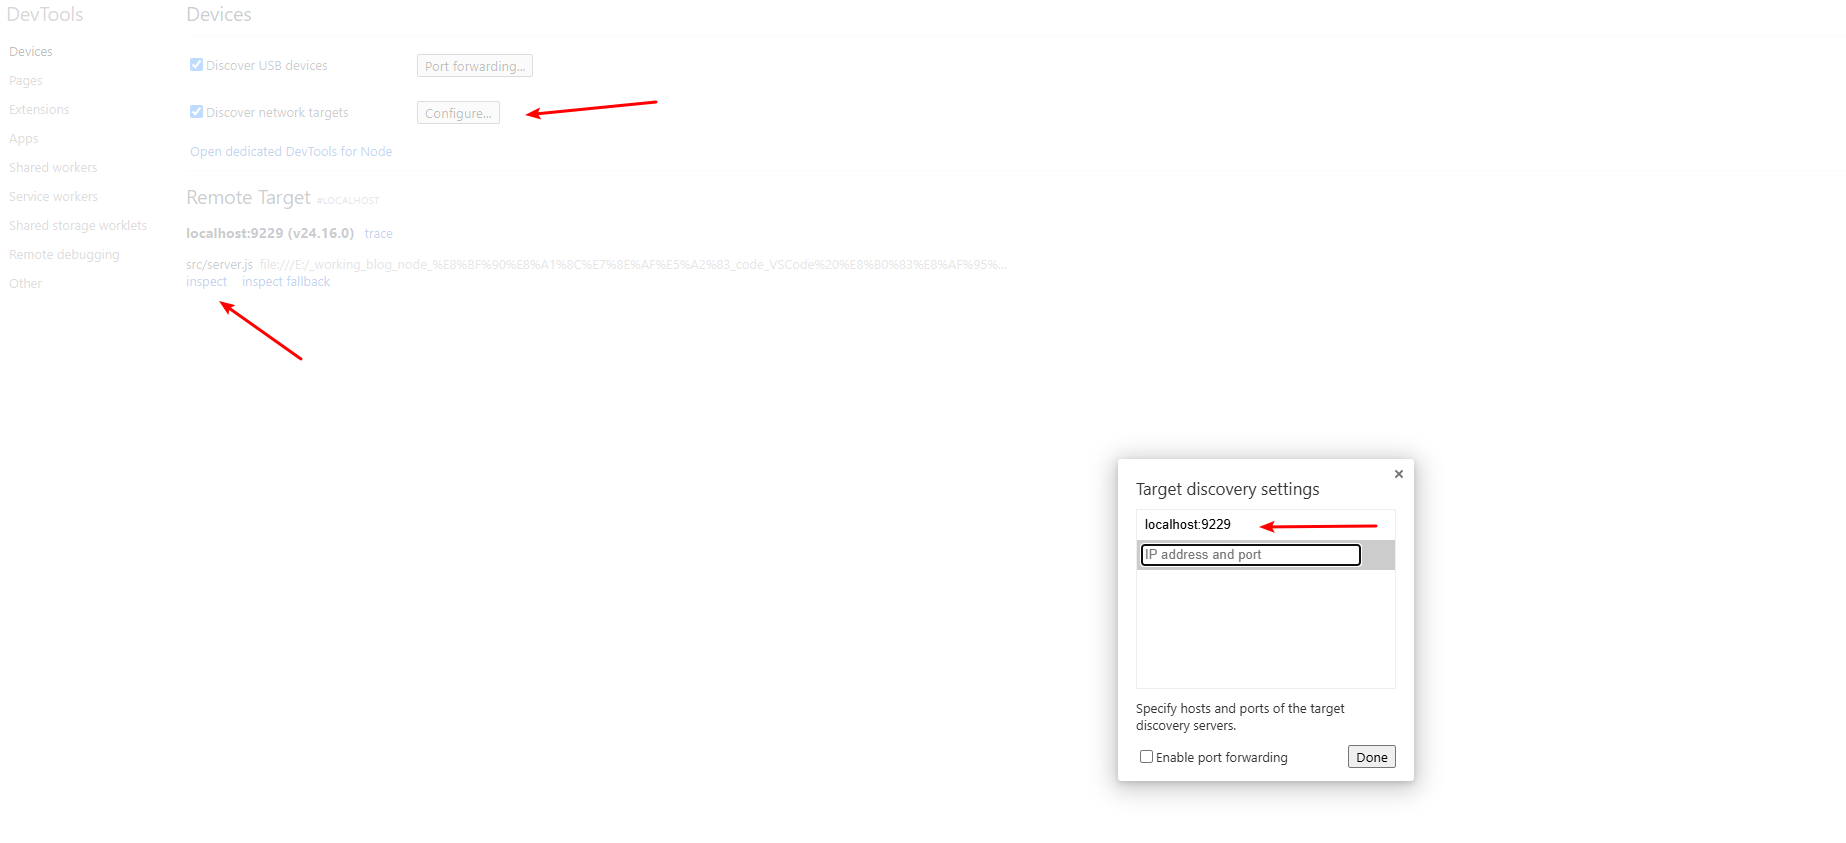 DevTools
Devices
Pages
Extensions
Apps
Shared workers
Service workers
Shared storage worklets
Remote debugging
Other
Devices
Discover USB devices Port forwarding...
Discover network targets Configure...
Open dedicated DevTools for Node
Remote Target #LOCALHOST
localhost:9229 (v24.16.0) trace
src/server.js file:///E:/_working_blog_node_%E8%BF%90%E8%A1%8C%E7%8E%AF%E5%A2%83_code_VSCode%20%E8%B0%83%E8%AF%95%...
inspect inspect fallback
Target discovery settings
localhost:9229
IP address and port
Specify hosts and ports of the target
discovery servers.
Enable port forwarding Done